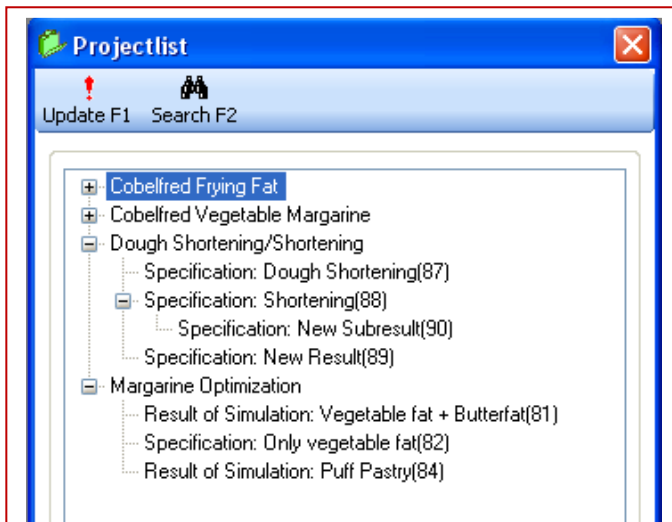 Projectlist
Update F1 Search F2
Cobelfred Frying Fat
Cobelfred Vegetable Margarine
Dough Shortening/Shortening
Specification: Dough Shortening(87)
Specification: Shortening(88)
Specification: New Subresult(90)
Specification: New Result(89)
Margarine Optimization
Result of Simulation: Vegetable fat + Butterfat(81)
Specification: Only vegetable fat(82)
Result of Simulation: Puff Pastry(84)